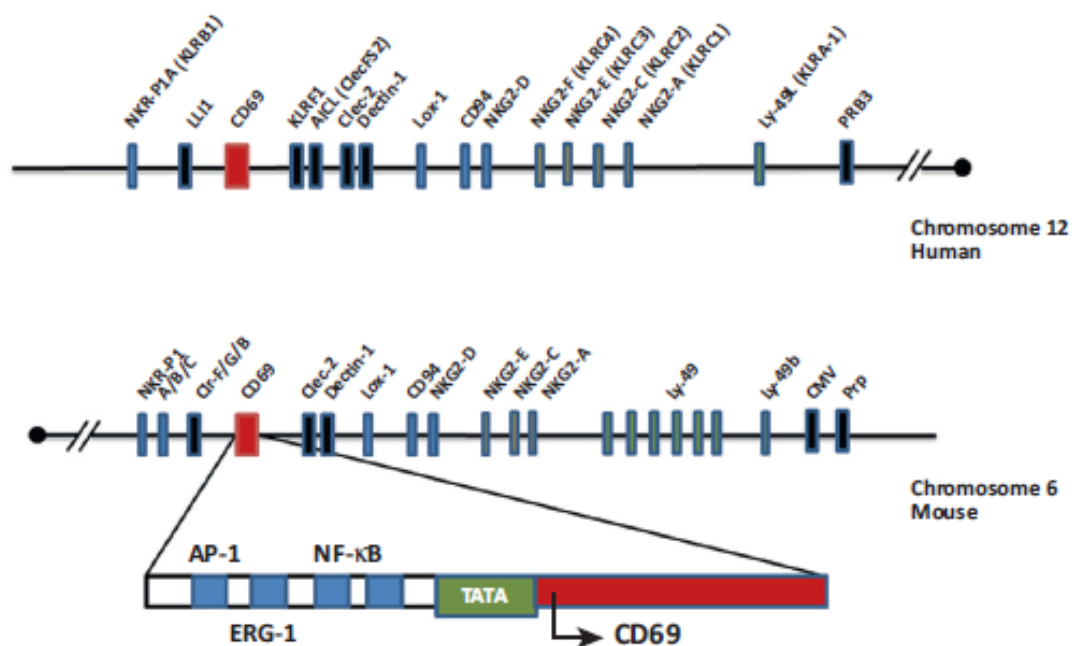 NKR-P1A (KLRB1)
LLI1
CD69
KLRF1
AICL (ClecFS2)
Clec-2
Dectin-1
Lox-1
CD94
NKG2-D
NKG2-F (KLRC4)
NKG2-E (KLRC3)
NKG2-C (KLRC2)
NKG2-A (KLRC1)
Ly-49L (KLRA-1)
PRB3
Chromosome 12
Human
NKR-P1
A/B/C
Clr-F/G/B
CD69
Clec-2
Dectin-1
Lox-1
CD94
NKG2-D
NKG2-E
NKG2-C
NKG2-A
Ly-49
Ly-49b
CMV
Prp
Chromosome 6
Mouse
AP-1
NF-κB
TATA
ERG-1
CD69